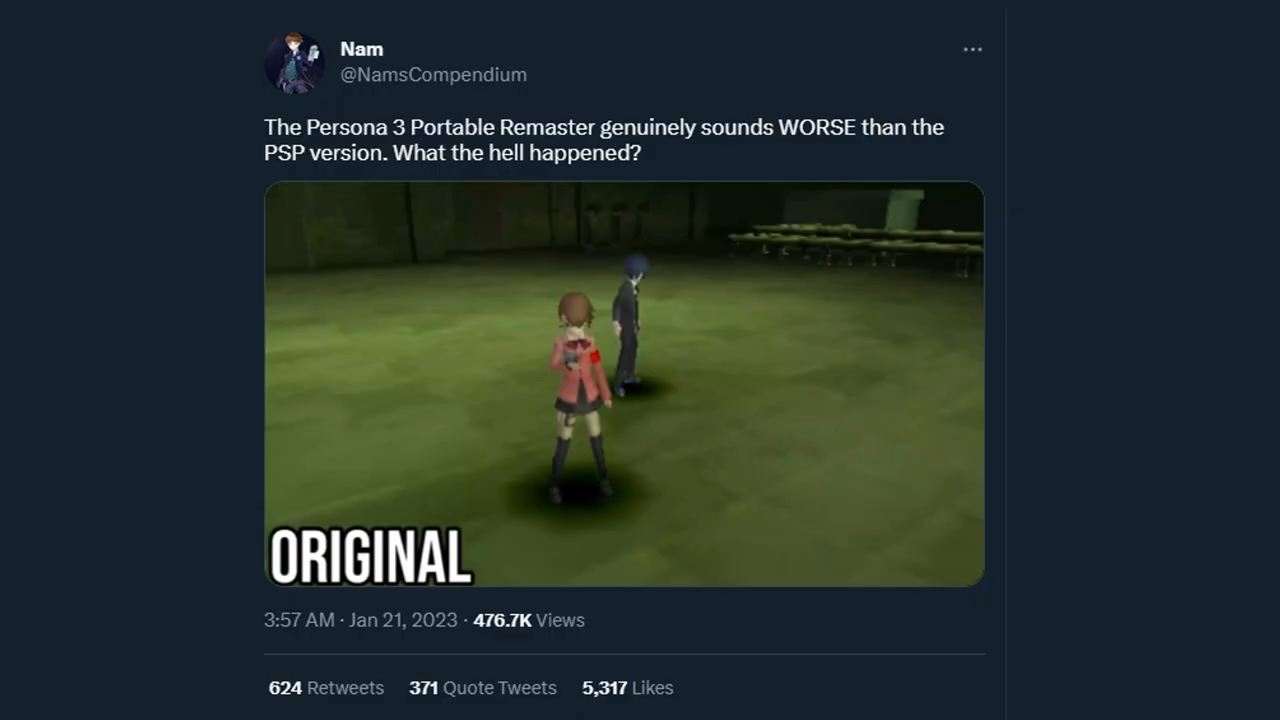 Nam
@NamsCompendium
The Persona 3 Portable Remaster genuinely sounds WORSE than the
PSP version. What the hell happened?
ORIGINAL
3:57 AM · Jan 21, 2023 · 476.7K Views
624 Retweets 371 Quote Tweets 5,317 Likes